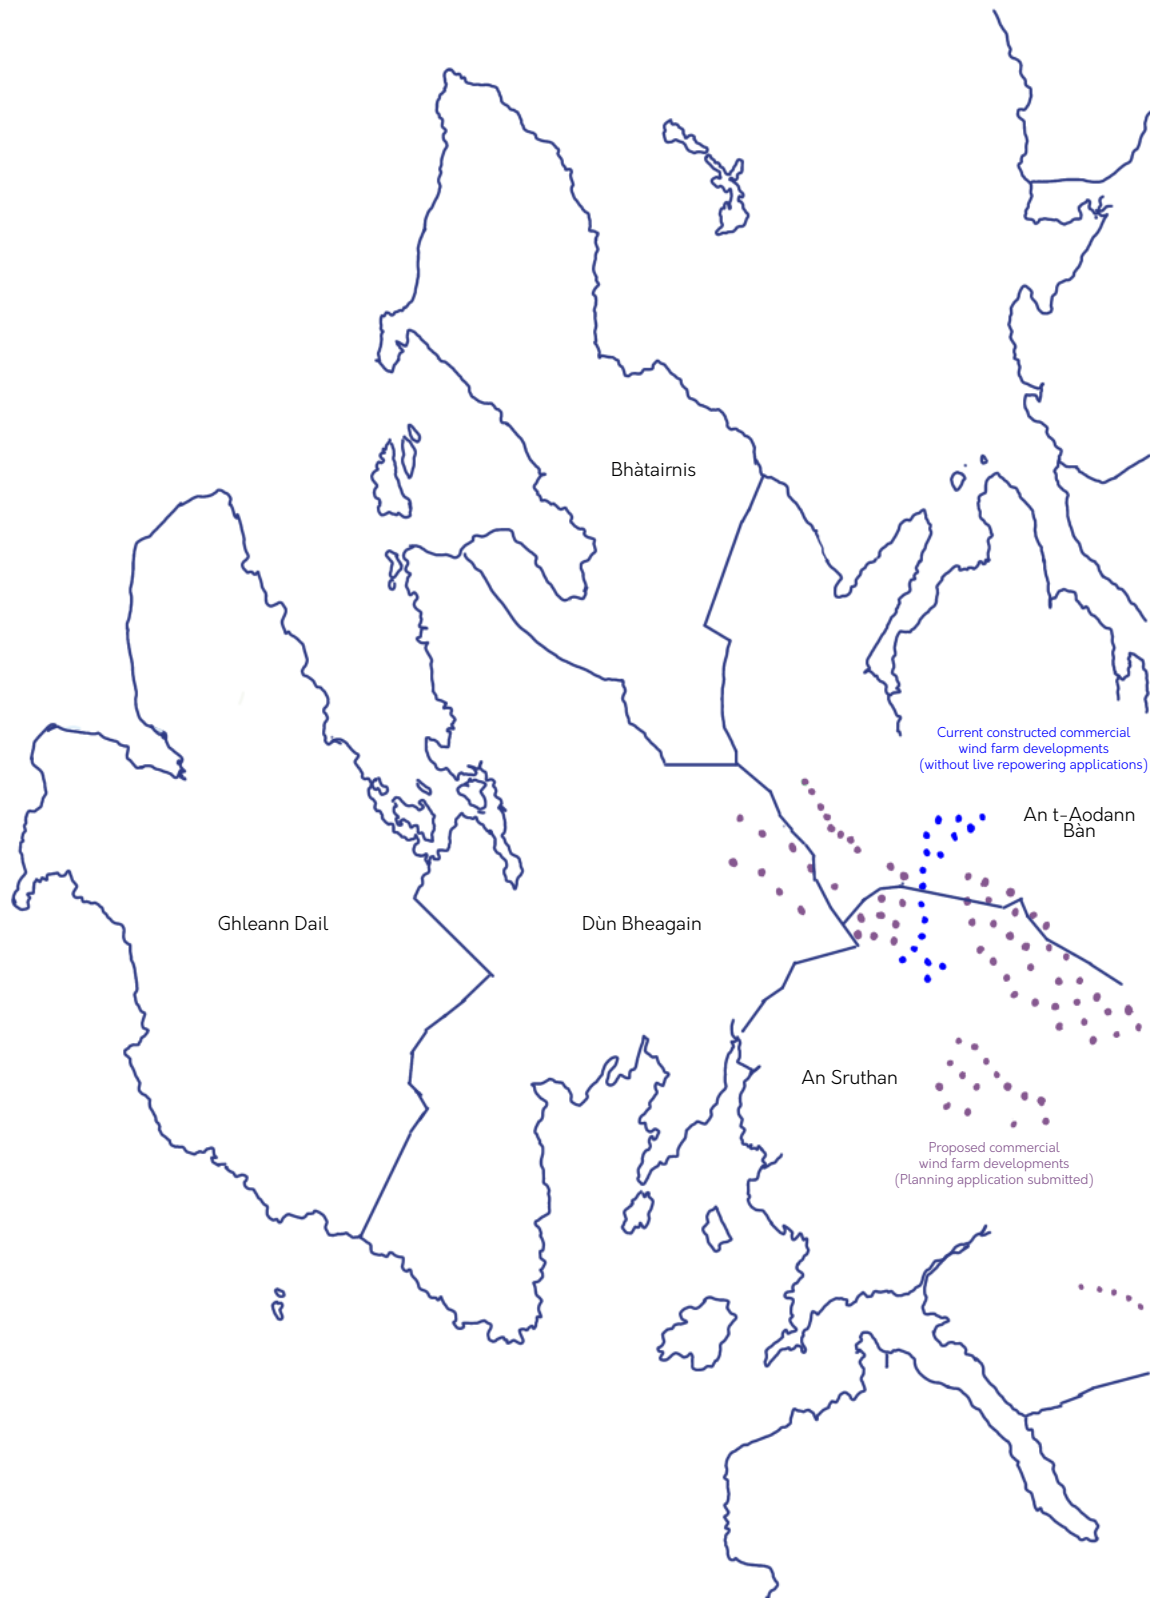 Bhàtairnis
Current constructed commercial
wind farm developments
(without live repowering applications)
An t-Aodann
Bàn
Ghleann Dail
Dùn Bheagain
An Sruthan
Proposed commercial
wind farm developments
(Planning application submitted)